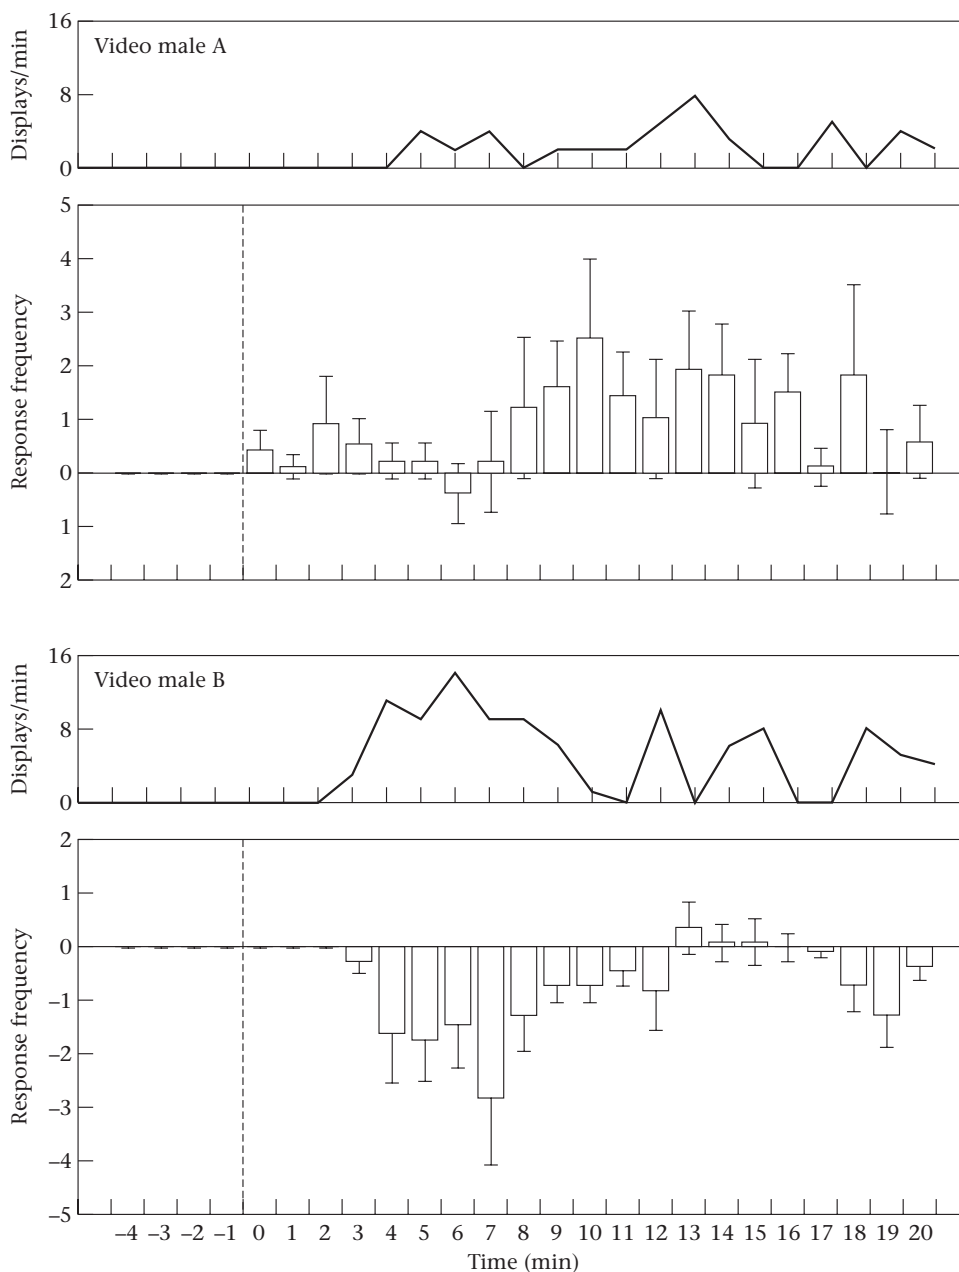 16
8
0
Displays/min
Video male A
5
4
3
2
1
0
1
2
Response frequency
16
8
0
Displays/min
Video male B
2
1
0
–1
–2
–3
–4
–5
Response frequency
–4 –3 –2 –1 0 1 2 3 4 5 6 7 8 9 10 11 12 13 14 15 16 17 18 19 20
Time (min)